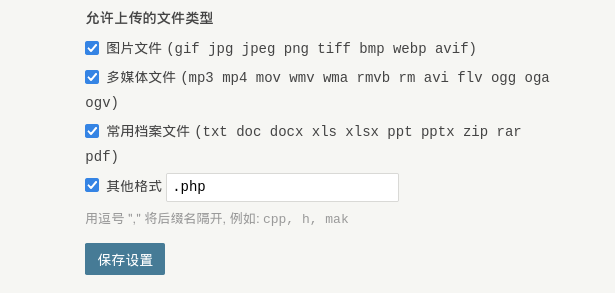 允许上传的文件类型
图片文件 (gif jpg jpeg png tiff bmp webp avif)
多媒体文件 (mp3 mp4 mov wmv wma rmvb rm avi flv ogg oga
ogv)
常用档案文件 (txt doc docx xls xlsx ppt pptx zip rar
pdf)
其他格式 .php
用逗号 "," 将后缀名隔开, 例如: cpp, h, mak
保存设置